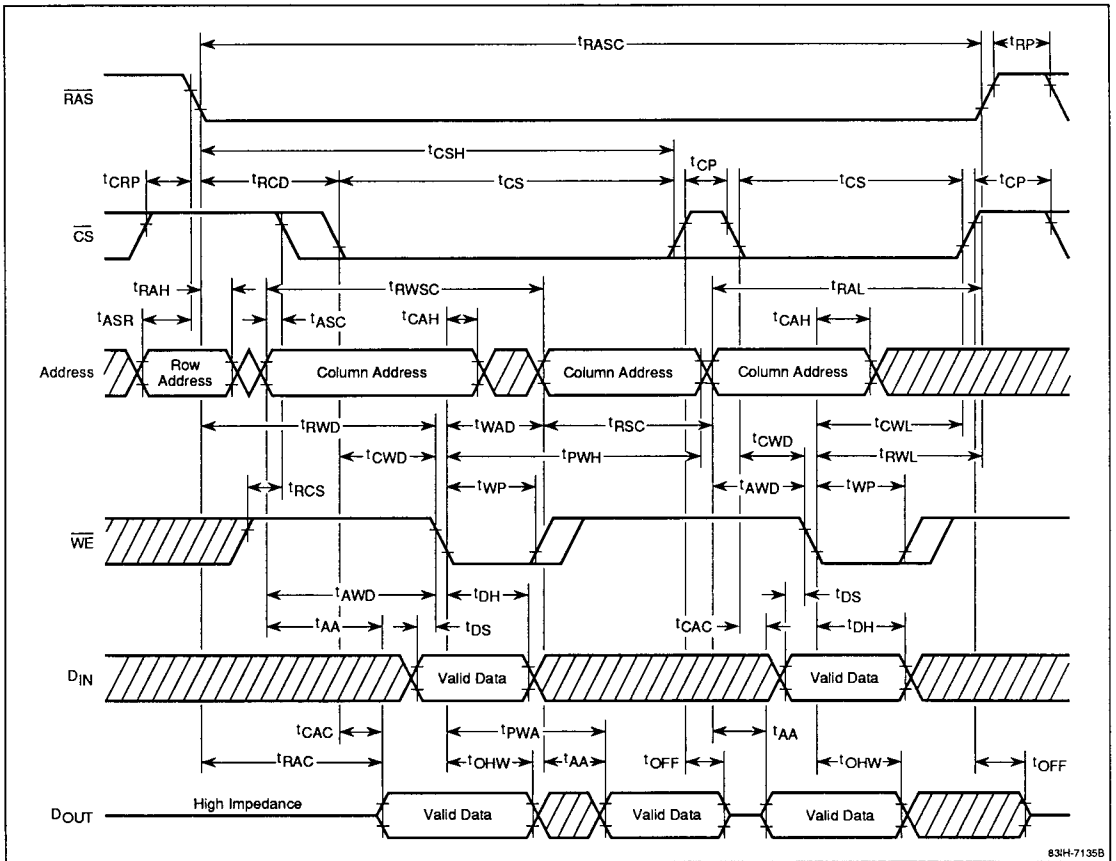 tRASC
tRP
RAS
tCSH
tCP
tCRP
tRCD
tCS
tCS
tCP
CS
tRAH
tRWSC
tRAL
tASR
tASC
tCAH
tCAH
Address
Row Address
Column Address
Column Address
Column Address
tRWD
tWAD
tRSC
tCWL
tCWD
tCWD
tPWH
tRWL
tRCS
tWP
tAWD
tWP
WE
tAWD
tDH
tDS
tAA
tDS
tCAC
tDH
DIN
Valid Data
Valid Data
tCAC
tPWA
tAA
tRAC
tOHW
tAA
tOFF
tOHW
tOFF
High Impedance
DOUT
Valid Data
Valid Data
Valid Data
83IH-7135B